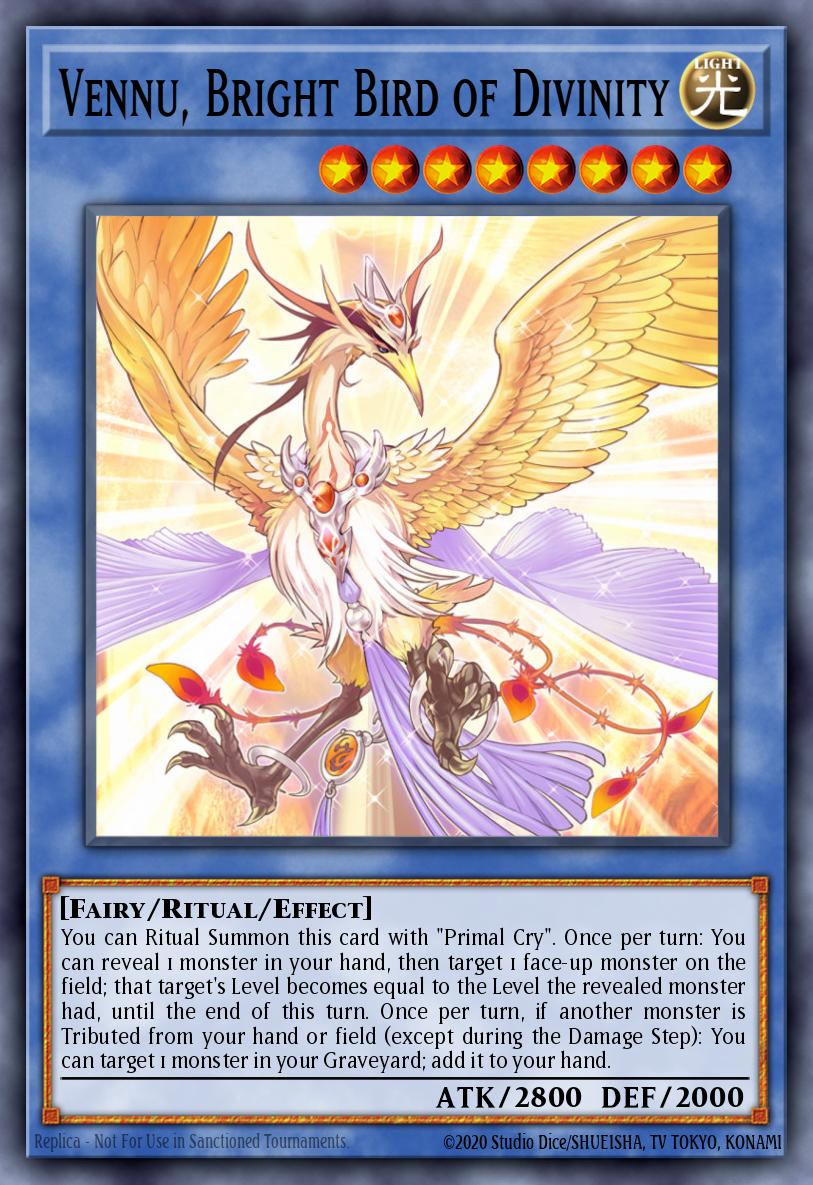 Vennu, Bright Bird of Divinity
LIGHT
光
[Fairy/Ritual/Effect]
You can Ritual Summon this card with "Primal Cry". Once per turn: You
can reveal 1 monster in your hand, then target 1 face-up monster on the
field; that target's Level becomes equal to the Level the revealed monster
had, until the end of this turn. Once per turn, if another monster is
Tributed from your hand or field (except during the Damage Step): You
can target 1 monster in your Graveyard; add it to your hand.
ATK/2800 DEF/2000
Replica - Not For Use in Sanctioned Tournaments.
©2020 Studio Dice/SHUEISHA, TV TOKYO, KONAMI